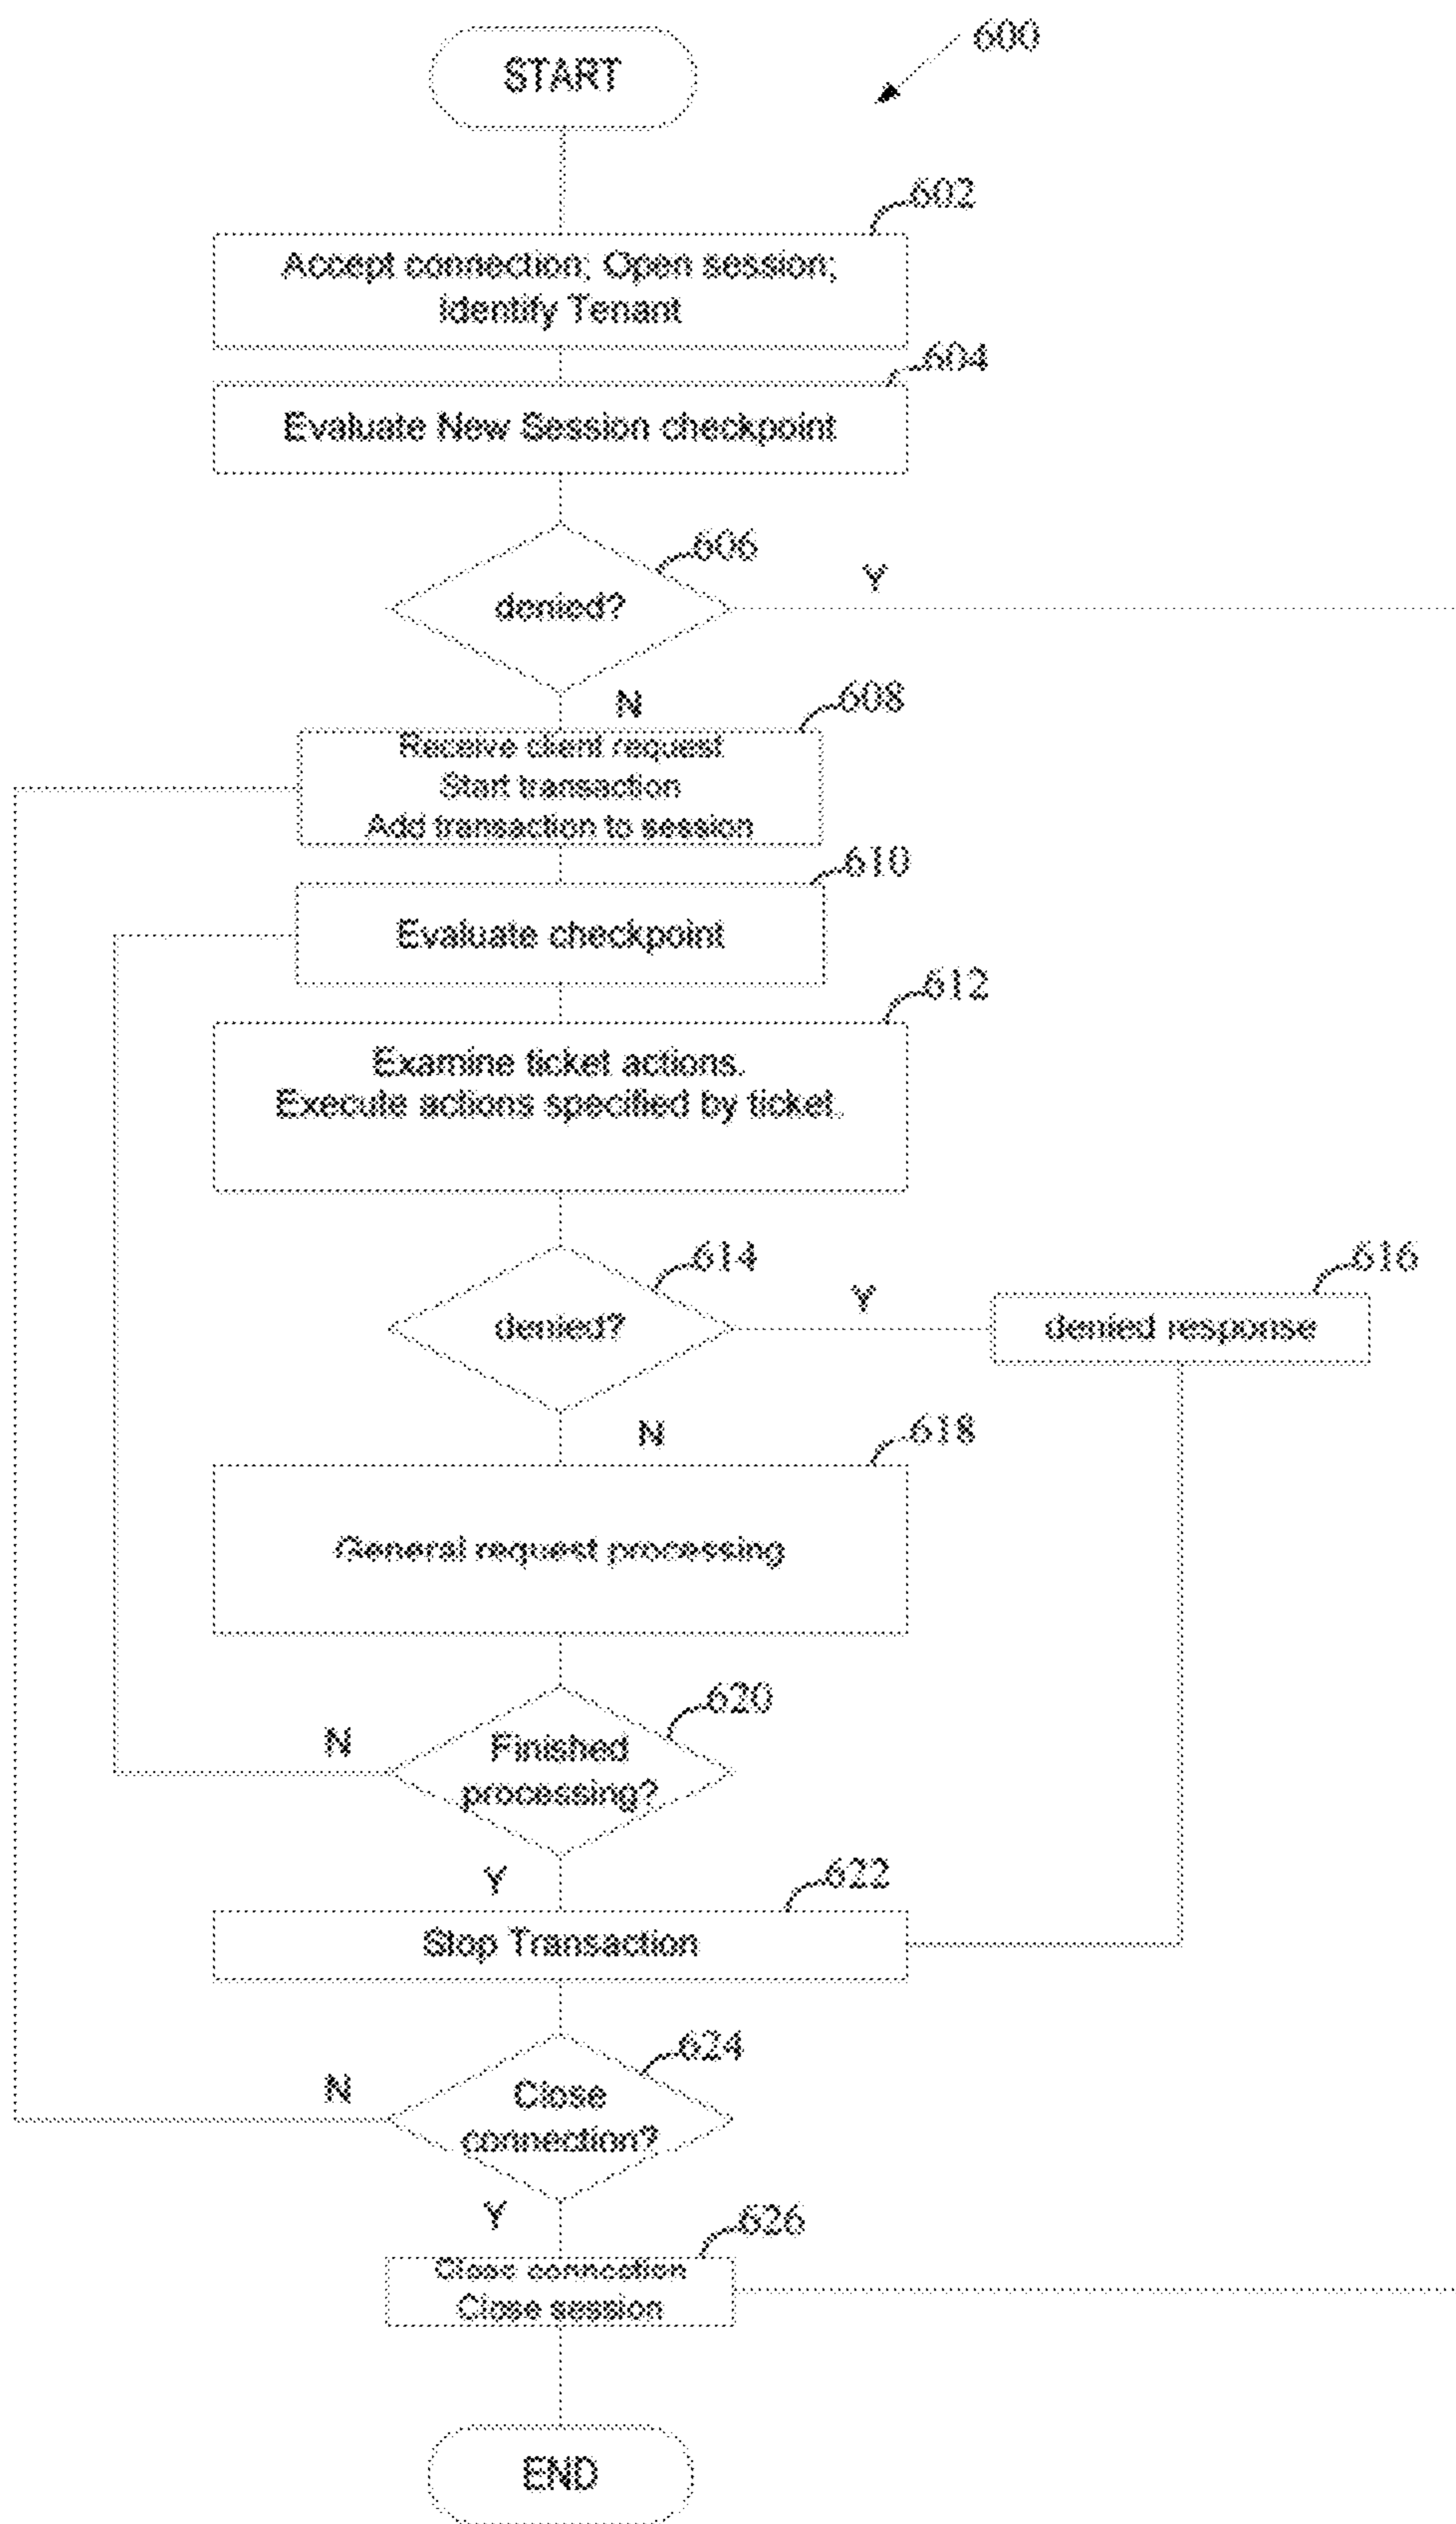 START
600
602
Accept connection; Open session;
Identify Tenant
604
Evaluate New Session checkpoint
606
denied?
Y
N
608
Receive client request
Start transaction
Add transaction to session
610
Evaluate checkpoint
612
Examine ticket actions.
Execute actions specified by ticket.
614
denied?
Y
616
denied response
N
618
General request processing
620
Finished
processing?
N
Y
622
Stop Transaction
624
Close
connection?
N
Y
626
Close connection
Close session
END